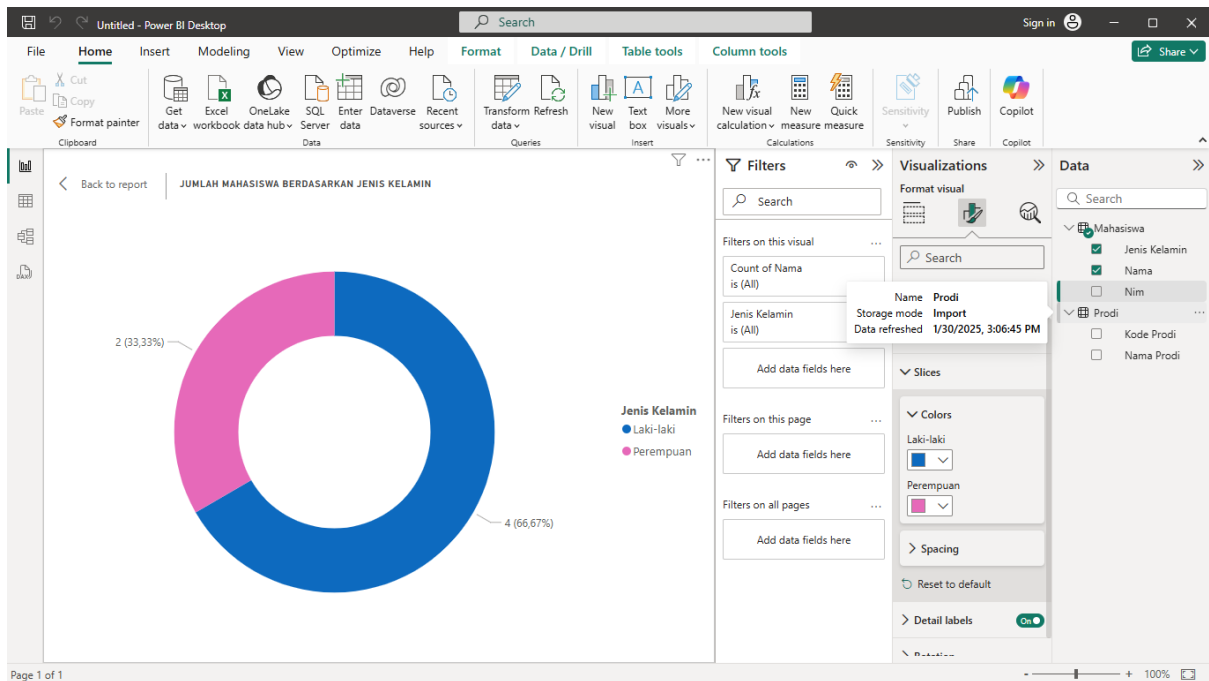 Untitled - Power BI Desktop
Search
Sign in
File Home Insert Modeling View Optimize Help Format Data / Drill Table tools Column tools
Share
Paste
Cut
Copy
Format painter
Clipboard
Get data
Excel workbook
OneLake data hub
SQL Server
Enter data
Dataverse
Recent sources
Data
Transform data
Refresh
Queries
New visual
Text box
More visuals
Insert
New visual calculation
New measure
Quick measure
Calculations
Sensitivity
Sensitivity
Publish
Share
Copilot
Copilot
Back to report
JUMLAH MAHASISWA BERDASARKAN JENIS KELAMIN
2 (33,33%)
4 (66,67%)
Jenis Kelamin
Laki-laki
Perempuan
Filters
Search
Filters on this visual
Count of Nama
is (All)
Jenis Kelamin
is (All)
Add data fields here
Filters on this page
Add data fields here
Filters on all pages
Add data fields here
Visualizations
Format visual
Search
Name Prodi
Storage mode Import
Data refreshed 1/30/2025, 3:06:45 PM
Slices
Colors
Laki-laki
Perempuan
Spacing
Reset to default
Detail labels
On
Data
Search
Mahasiswa
Jenis Kelamin
Nama
Nim
Prodi
Kode Prodi
Nama Prodi
DAX
Page 1 of 1
- + 100%